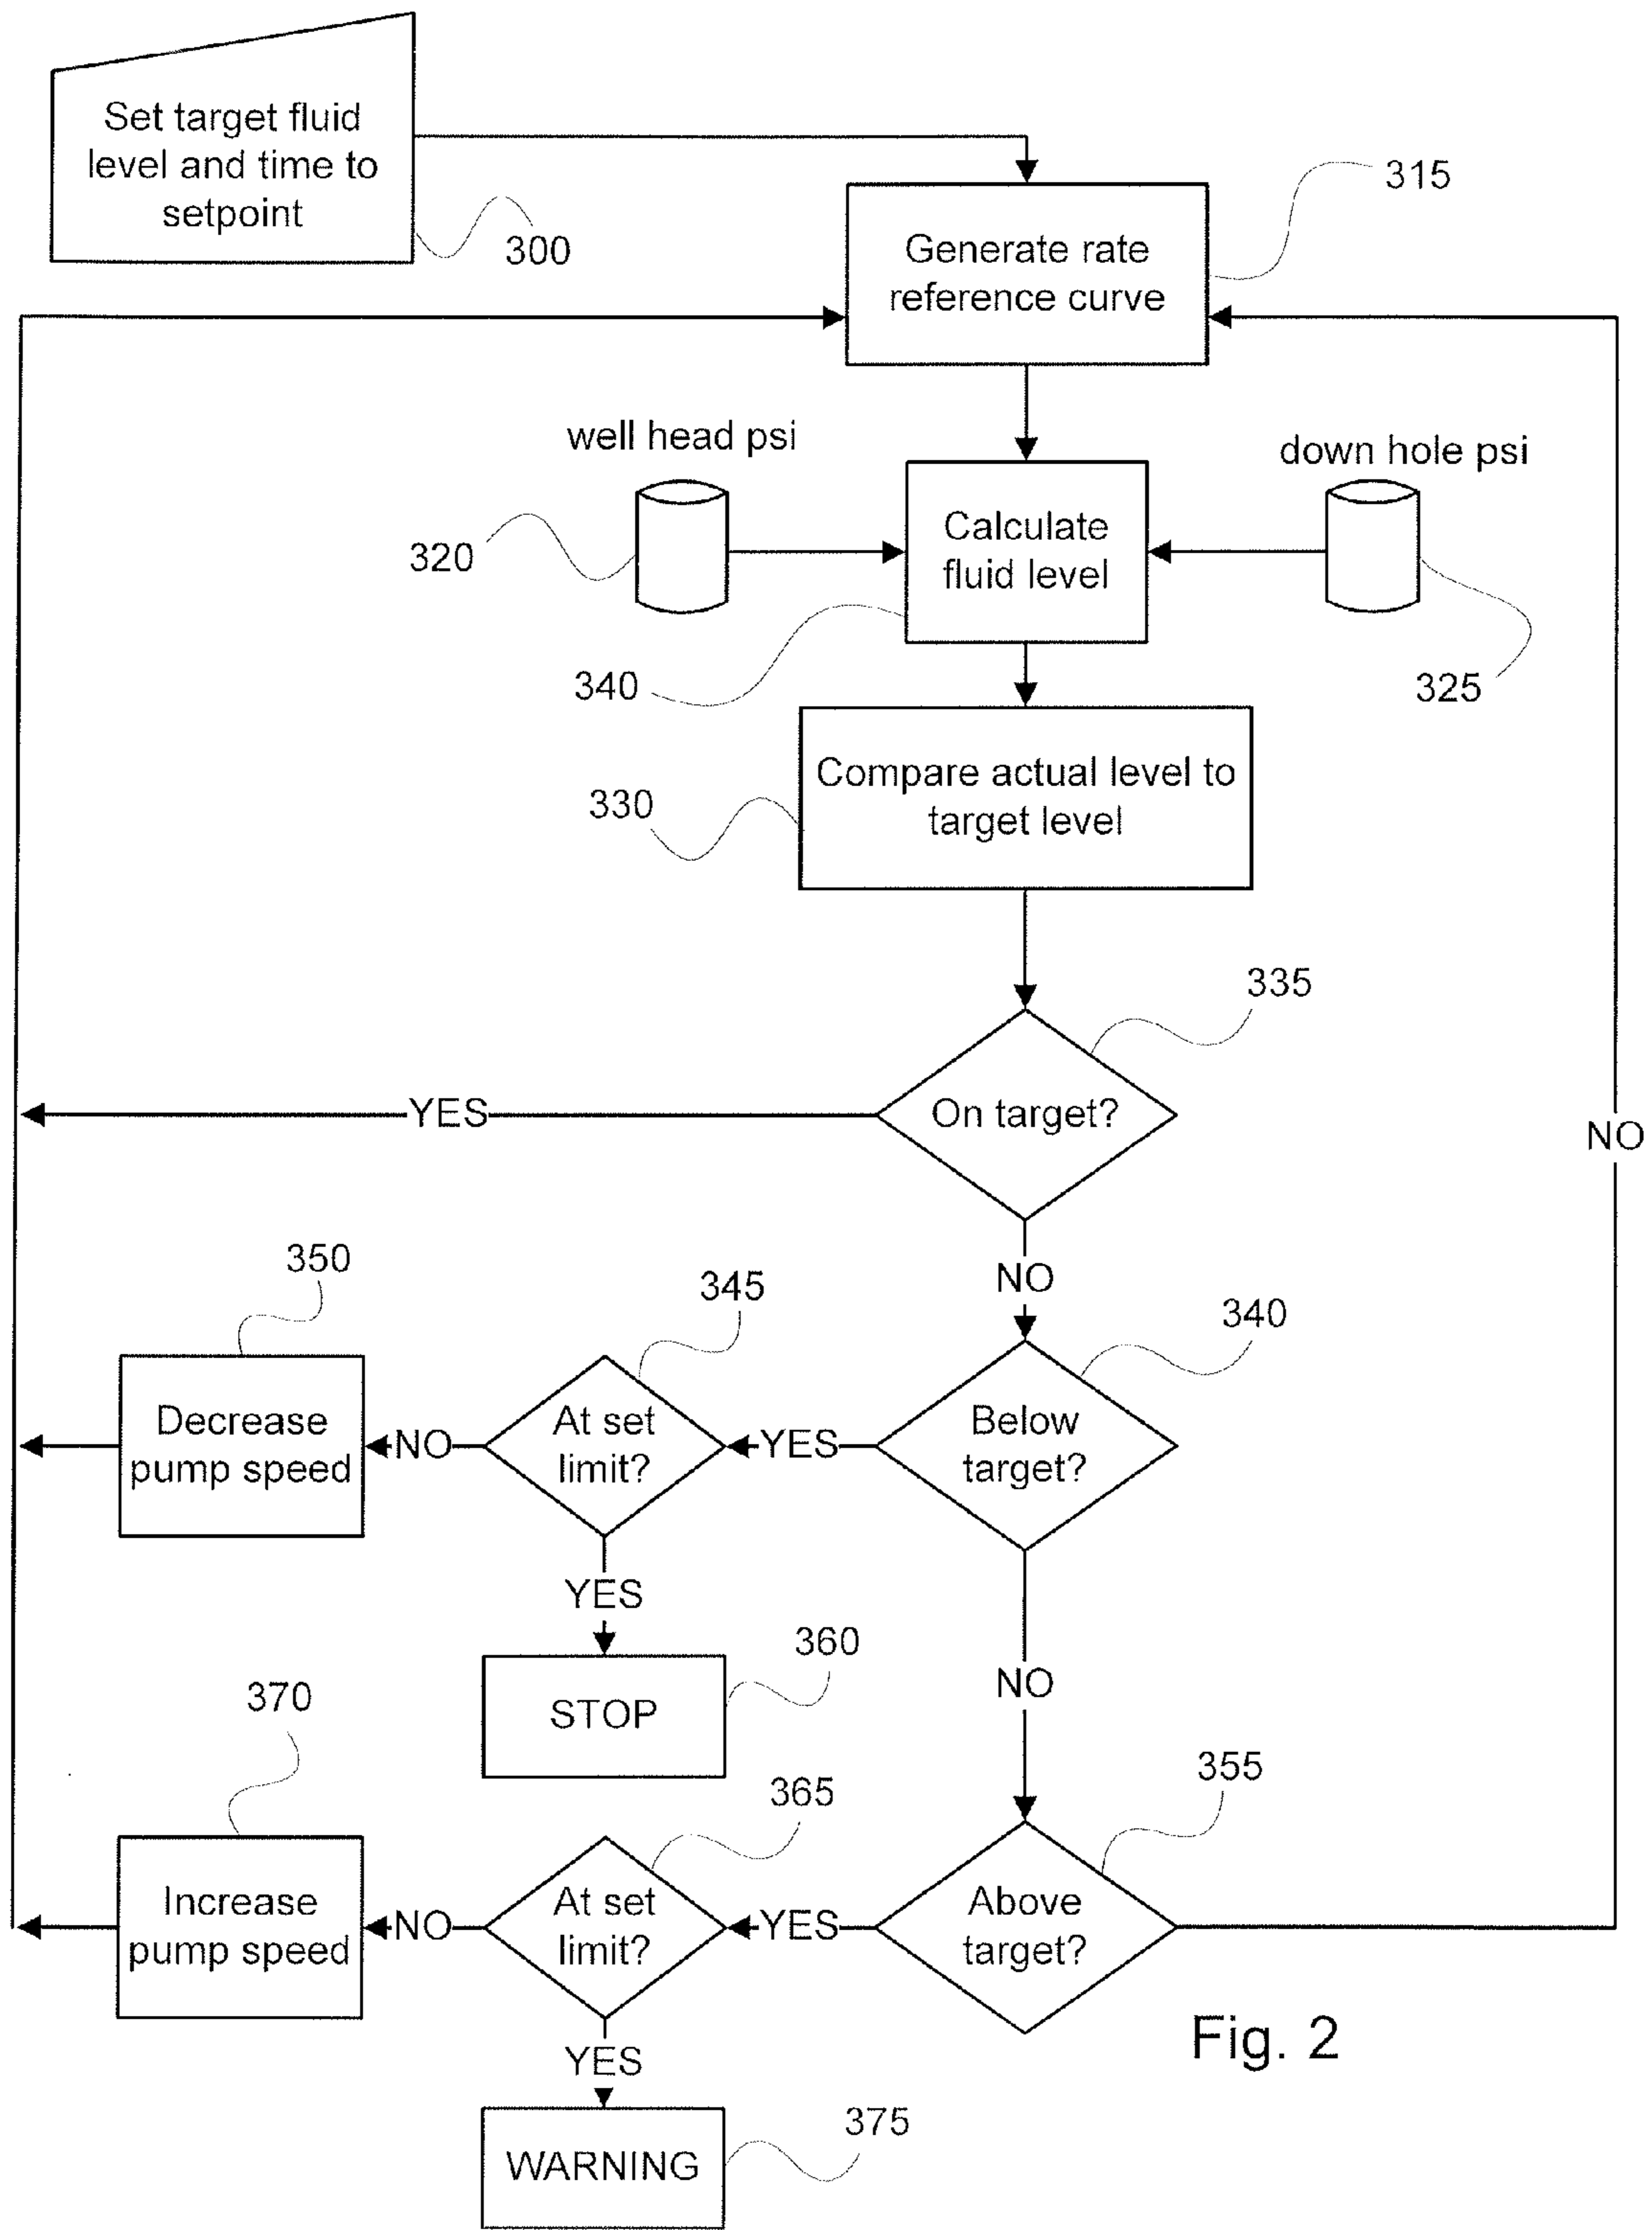 Set target fluid
level and time to
setpoint
300
315
Generate rate
reference curve
well head psi
down hole psi
320
Calculate
fluid level
340
325
330
Compare actual level to
target level
335
On target?
YES
NO
NO
350
345
340
Decrease
pump speed
NO
At set
limit?
YES
Below
target?
YES
360
STOP
NO
370
365
355
Increase
pump speed
NO
At set
limit?
YES
Above
target?
Fig. 2
YES
375
WARNING